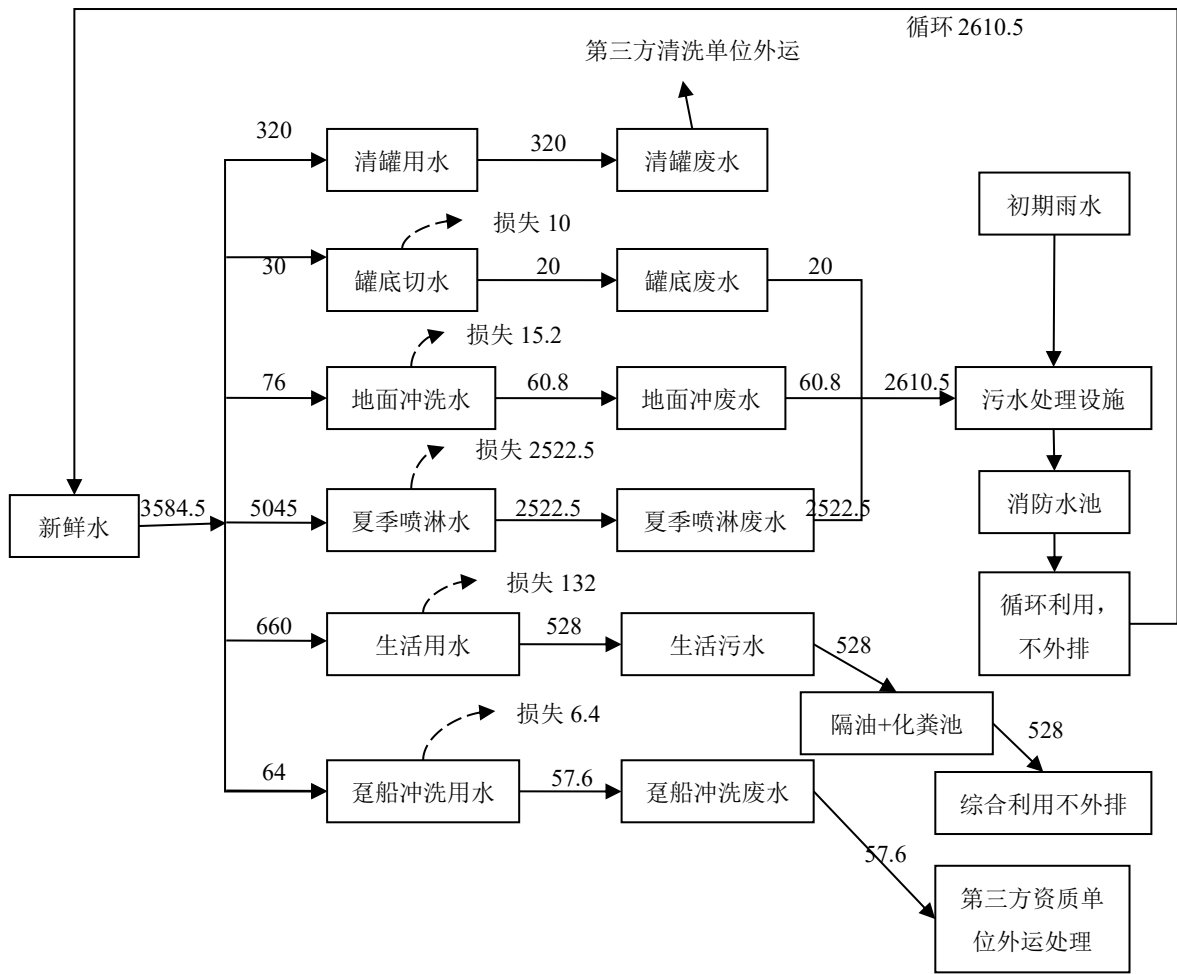 循环 2610.5
第三方清洗单位外运
320
清罐用水
320
清罐废水
初期雨水
损失 10
30
罐底切水
20
罐底废水
20
损失 15.2
76
地面冲洗水
60.8
地面冲废水
60.8
2610.5
污水处理设施
损失 2522.5
新鲜水
3584.5
5045
夏季喷淋水
2522.5
夏季喷淋废水
2522.5
消防水池
循环利用，
不外排
损失 132
660
生活用水
528
生活污水
528
隔油+化粪池
528
综合利用不外排
损失 6.4
64
趸船冲洗用水
57.6
趸船冲洗废水
57.6
第三方资质单
位外运处理